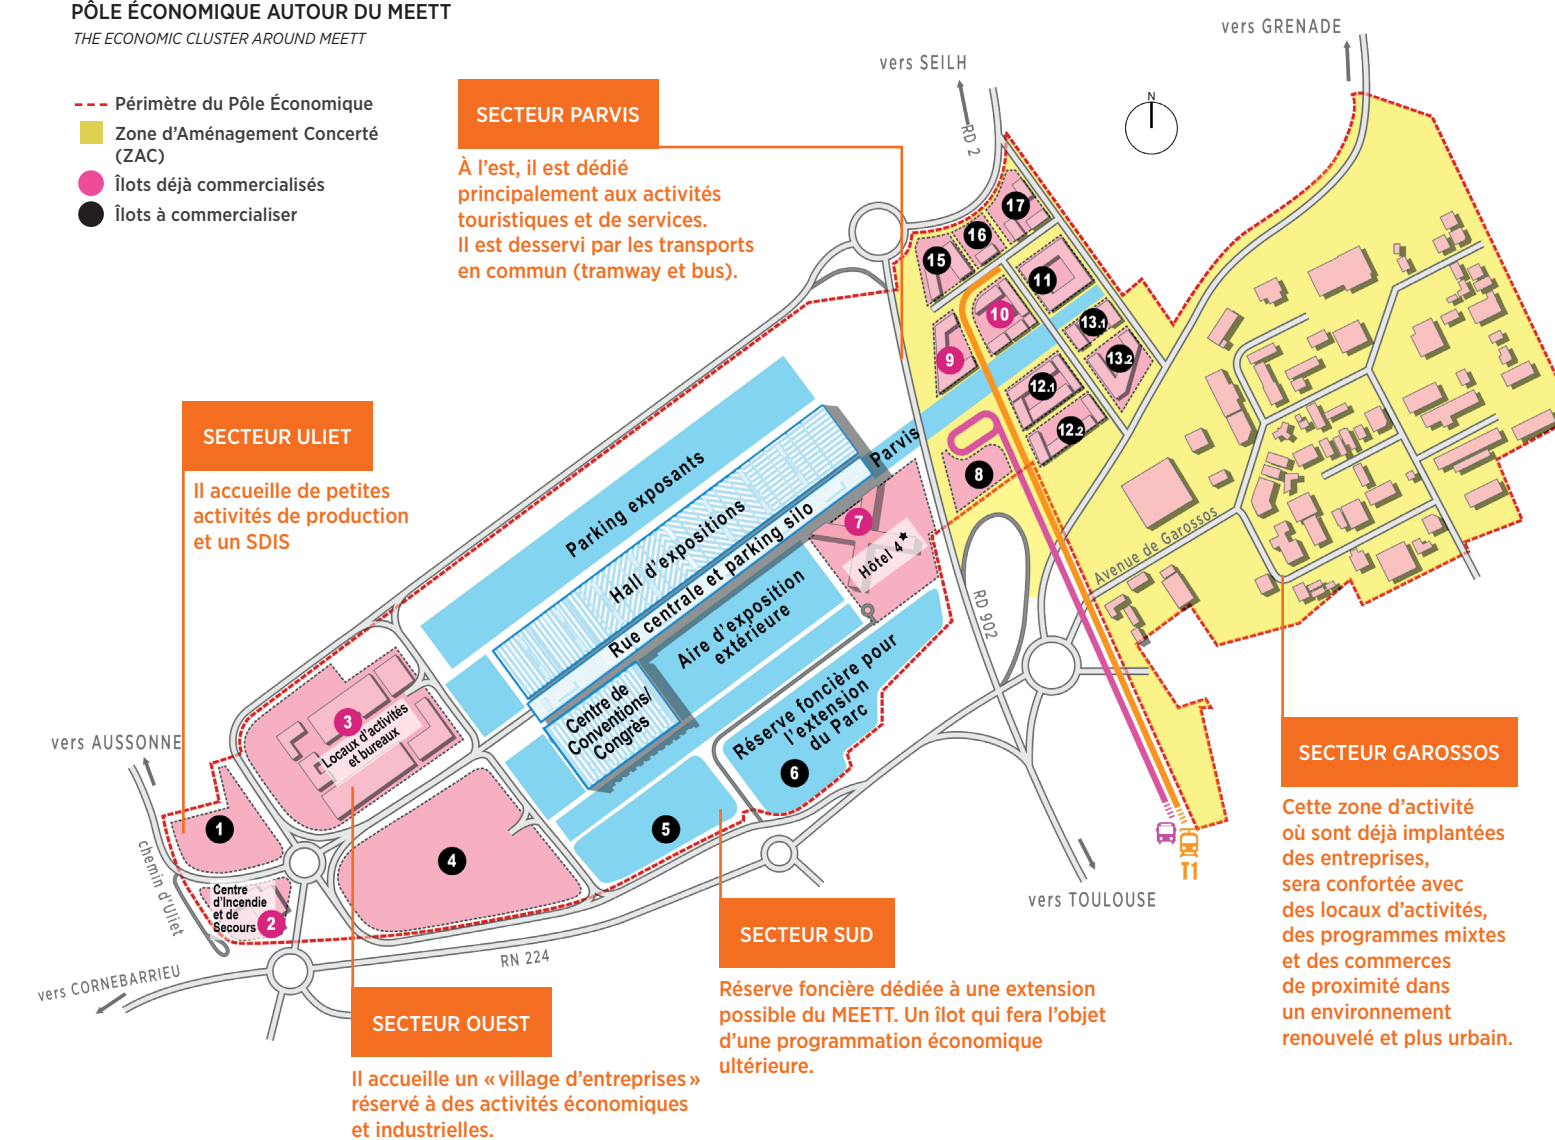 PÔLE ÉCONOMIQUE AUTOUR DU MEETT
THE ECONOMIC CLUSTER AROUND MEETT
Périmètre du Pôle Économique
Zone d'Aménagement Concerté
(ZAC)
Îlots déjà commercialisés
Îlots à commercialiser
SECTEUR PARVIS
À l'est, il est dédié
principalement aux activités
touristiques et de services.
Il est desservi par les transports
en commun (tramway et bus).
vers SEILH
vers GRENADE
N
RD 2
17
16
15
11
10
13.1
13.2
9
12.1
12.2
8
Parvis
SECTEUR ULIET
Il accueille de petites
activités de production
et un SDIS
Parking exposants
Hall d'expositions
Rue centrale et parking silo
7
Hôtel 4★
Aire d'exposition
extérieure
Avenue de Garossos
RD 902
Réserve foncière pour
l'extension
du Parc
6
Centre de
Conventions/
Congrès
3
Locaux d'activités
et bureaux
vers AUSSONNE
1
chemin d'Uliet
Centre
d'Incendie
et de
Secours
2
4
5
T1
vers TOULOUSE
RN 224
vers CORNEBARRIEU
SECTEUR GAROSSOS
Cette zone d'activité
où sont déjà implantées
des entreprises,
sera confortée avec
des locaux d'activités,
des programmes mixtes
et des commerces
de proximité dans
un environnement
renouvelé et plus urbain.
SECTEUR SUD
Réserve foncière dédiée à une extension
possible du MEETT. Un îlot qui fera l'objet
d'une programmation économique
ultérieure.
SECTEUR OUEST
Il accueille un « village d'entreprises »
réservé à des activités économiques
et industrielles.